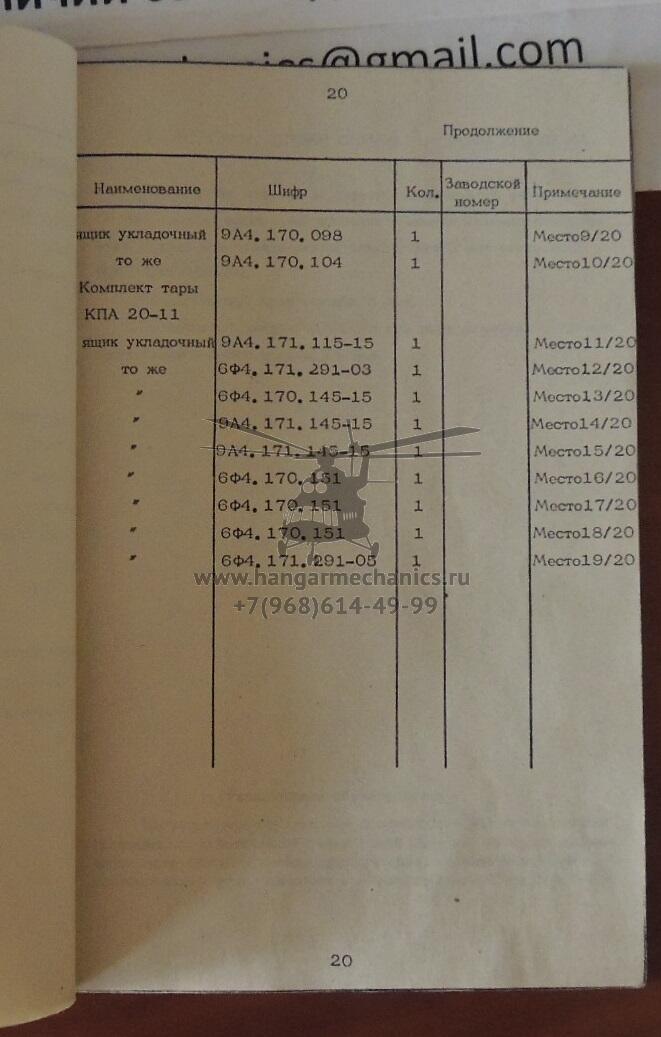 @gmail.com
20
Продолжение
Наименование Шифр Кол. Заводской номер Примечание
ящик укладочный 9А4.170.098 1 Место9/20
то же 9А4.170.104 1 Место10/20
Комплект тары
КПА 20-11
ящик укладочный 9А4.171.115-15 1 Место11/20
то же 6Ф4.171.291-03 1 Место12/20
" 6Ф4.170.145-15 1 Место13/20
" 9А4.171.145-15 1 Место14/20
" 9А4.171.145-15 1 Место15/20
" 6Ф4.170.151 1 Место16/20
" 6Ф4.170.151 1 Место17/20
" 6Ф4.170.151 1 Место18/20
" 6Ф4.171.291-05 1 Место19/20
www.hangarmechanics.ru
+7(968)614-49-99
20